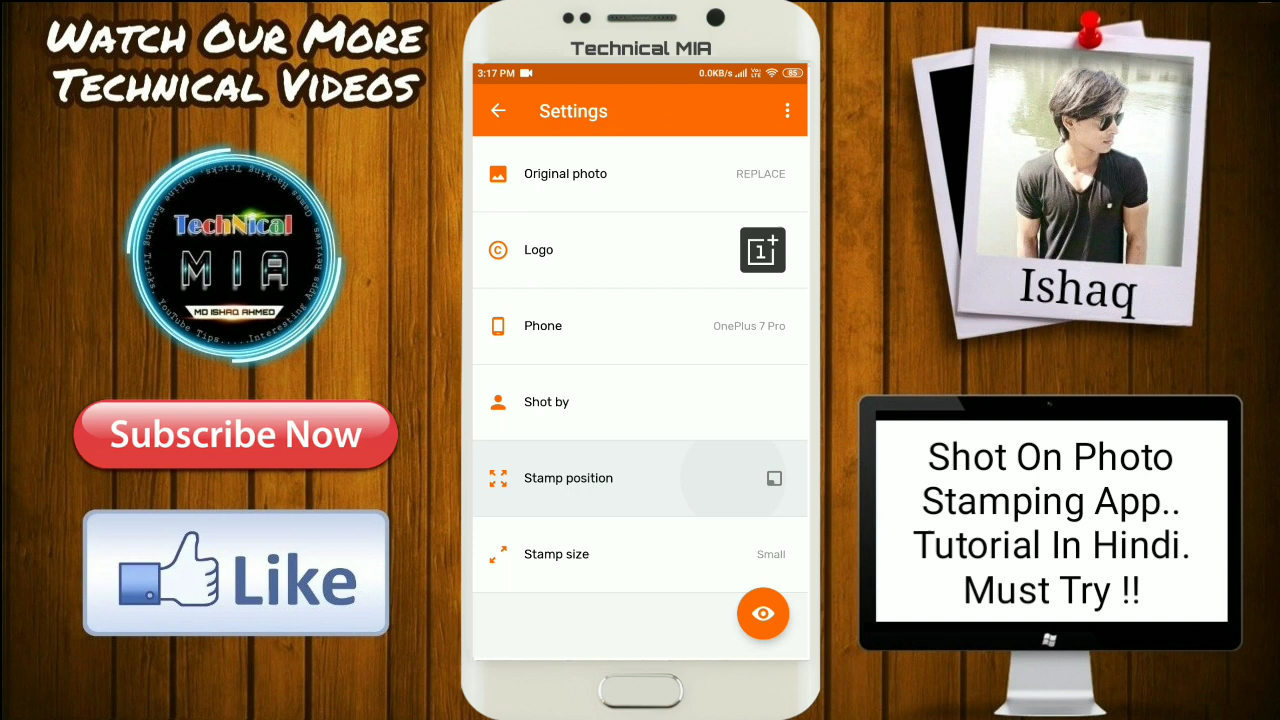 Watch Our More
Technical Videos
TechNical
MIA
MD ISHAQ AHMED
Subscribe Now
Like
Technical MIA
3:17 PM
0.0KB/s
85
Settings
Original photo
REPLACE
Logo
1+
Phone
OnePlus 7 Pro
Shot by
Stamp position
Stamp size
Small
Ishaq
Shot On Photo
Stamping App..
Tutorial In Hindi.
Must Try !!